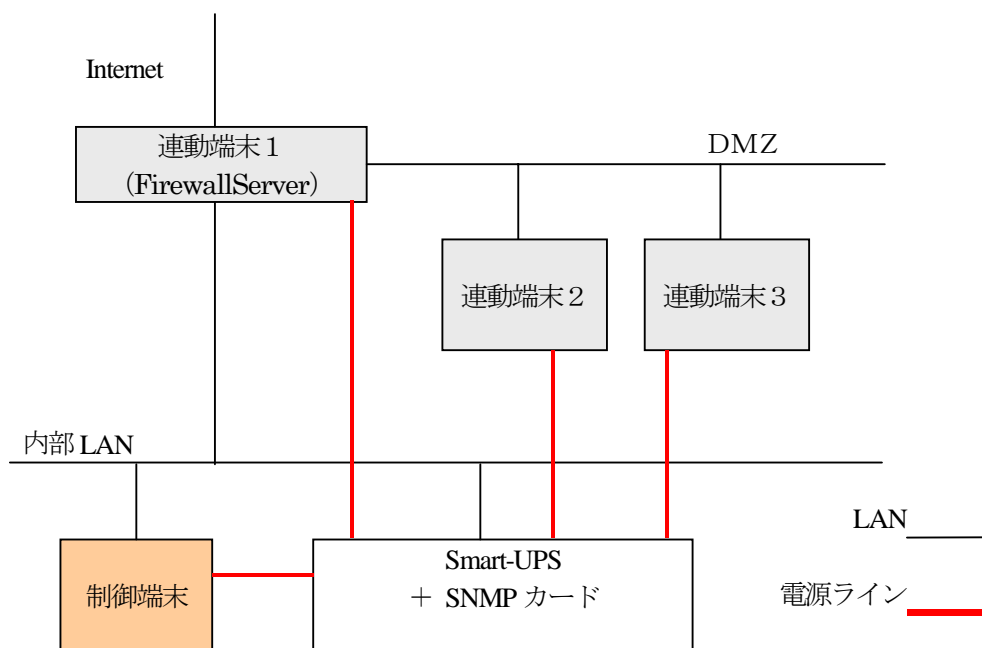 Internet
連動端末１
（FirewallServer）
ＤＭＺ
連動端末２
連動端末３
内部 LAN
LAN
制御端末
Smart-UPS
＋ SNMP カード
電源ライン